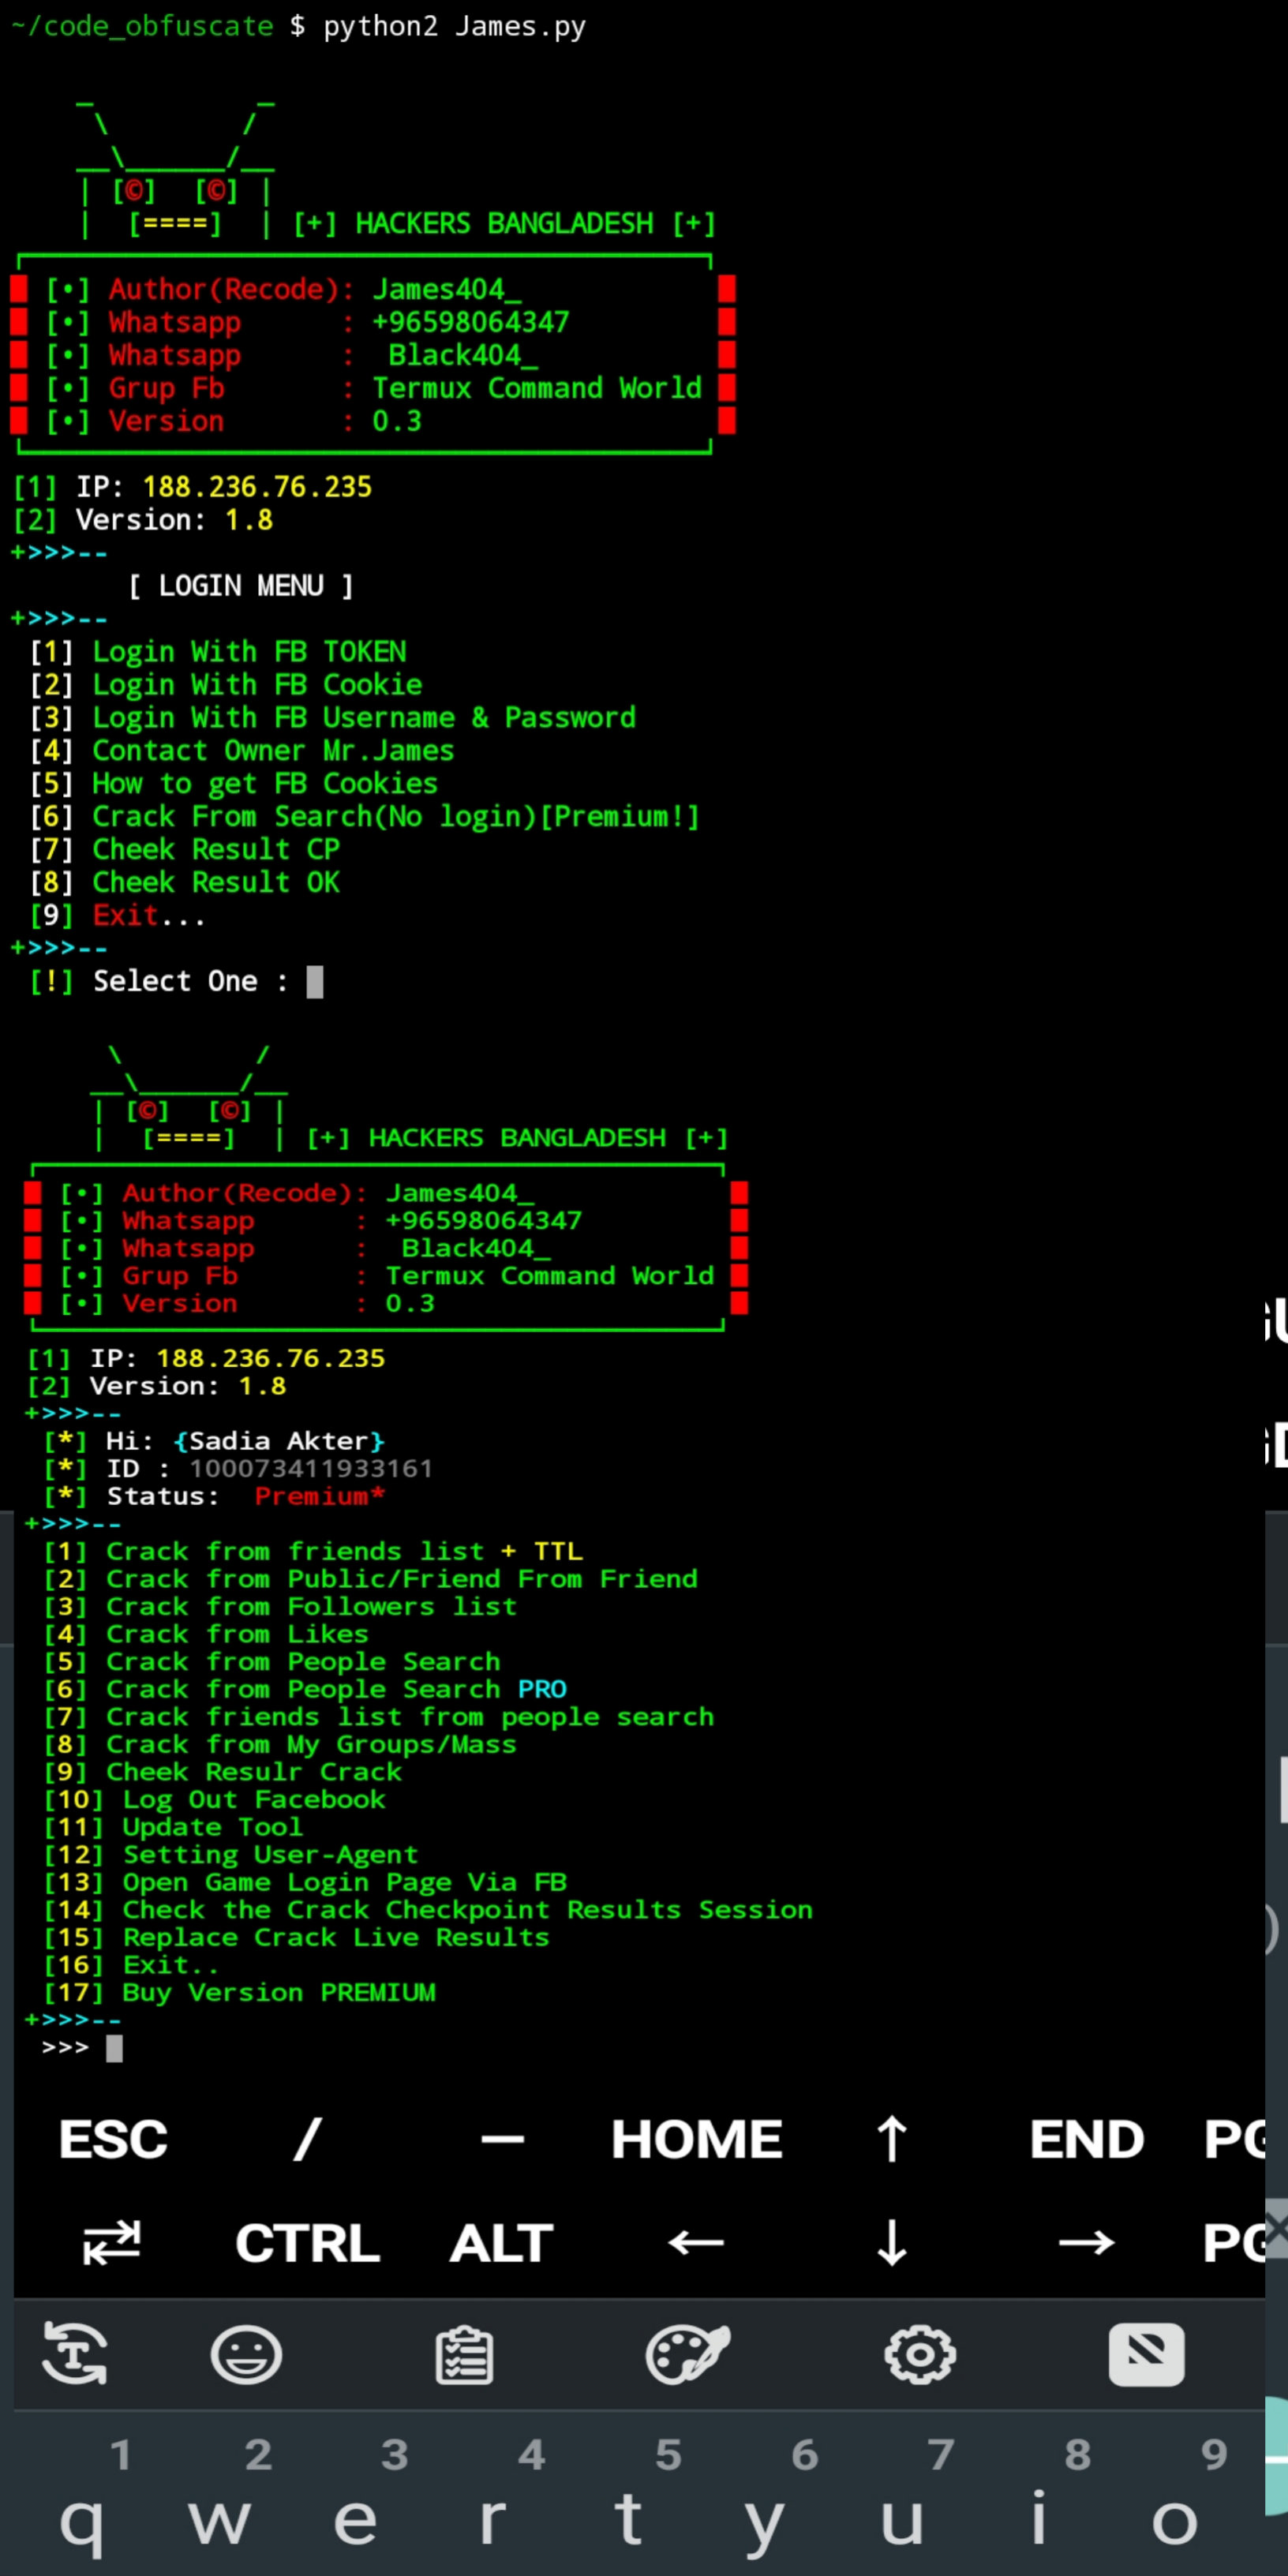 ~/code_obfuscate $ python2 James.py
[©] [©]
[====] [+] HACKERS BANGLADESH [+]
[•] Author(Recode): James404_
[•] Whatsapp : +96598064347
[•] Whatsapp : Black404_
[•] Grup Fb : Termux Command World
[•] Version : 0.3
[1] IP: 188.236.76.235
[2] Version: 1.8
+>>>--
[ LOGIN MENU ]
+>>>--
[1] Login With FB TOKEN
[2] Login With FB Cookie
[3] Login With FB Username & Password
[4] Contact Owner Mr.James
[5] How to get FB Cookies
[6] Crack From Search(No login)[Premium!]
[7] Cheek Result CP
[8] Cheek Result OK
[9] Exit...
+>>>--
[!] Select One :
[©] [©]
[====] [+] HACKERS BANGLADESH [+]
[•] Author(Recode): James404_
[•] Whatsapp : +96598064347
[•] Whatsapp : Black404_
[•] Grup Fb : Termux Command World
[•] Version : 0.3
[1] IP: 188.236.76.235
[2] Version: 1.8
+>>>--
[*] Hi: {Sadia Akter}
[*] ID : 100073411933161
[*] Status: Premium*
+>>>--
[1] Crack from friends list + TTL
[2] Crack from Public/Friend From Friend
[3] Crack from Followers list
[4] Crack from Likes
[5] Crack from People Search
[6] Crack from People Search PRO
[7] Crack friends list from people search
[8] Crack from My Groups/Mass
[9] Cheek Resulr Crack
[10] Log Out Facebook
[11] Update Tool
[12] Setting User-Agent
[13] Open Game Login Page Via FB
[14] Check the Crack Checkpoint Results Session
[15] Replace Crack Live Results
[16] Exit..
[17] Buy Version PREMIUM
+>>>--
>>>
ESC / — HOME ↑ END PG
CTRL ALT ← ↓ → PG
1 2 3 4 5 6 7 8 9
q w e r t y u i o